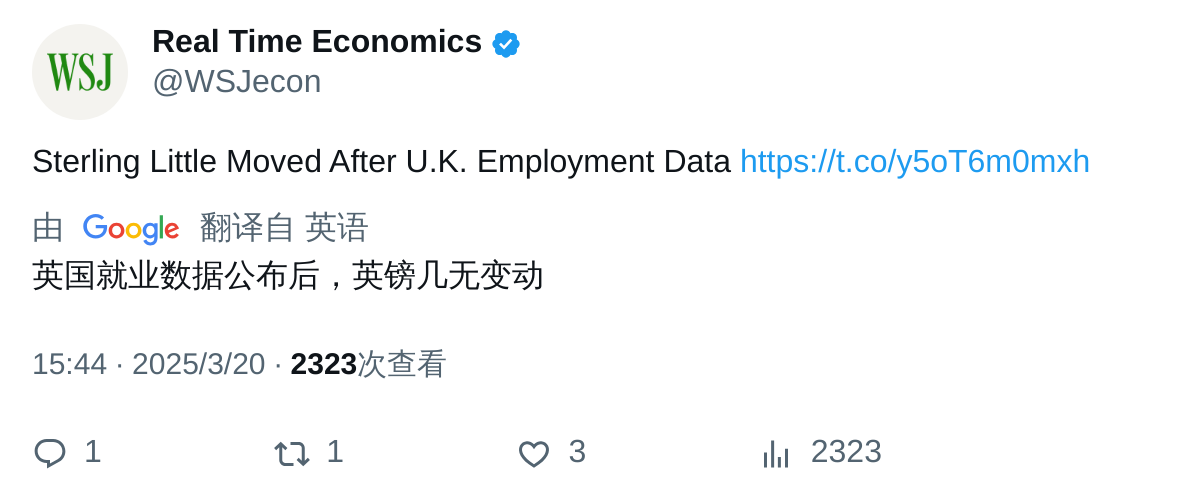 WSJ
Real Time Economics
@WSJecon
Sterling Little Moved After U.K. Employment Data https://t.co/y5oT6m0mxh
由 Google 翻译自 英语
英国就业数据公布后，英镑几无变动
15:44 · 2025/3/20 · 2323次查看
1 1 3 2323